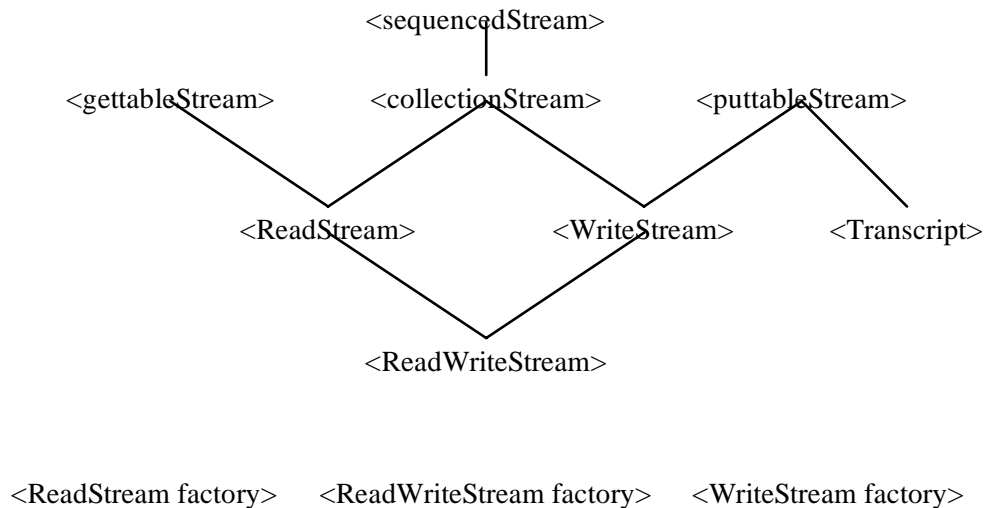 <sequencedStream>
<gettableStream> <collectionStream> <puttableStream>
<ReadStream> <WriteStream> <Transcript>
<ReadWriteStream>
<ReadStream factory> <ReadWriteStream factory> <WriteStream factory>